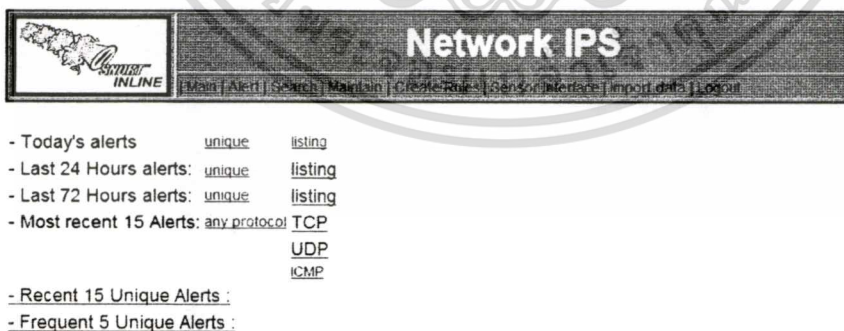 Network IPS
SNORT
INLINE
| Main | Alert | Search | Maintain | Create Rules | Sensor Interface | import data | Logout
- Today's alerts unique listing
- Last 24 Hours alerts: unique listing
- Last 72 Hours alerts: unique listing
- Most recent 15 Alerts: any protocol TCP
UDP
ICMP
- Recent 15 Unique Alerts :
- Frequent 5 Unique Alerts :